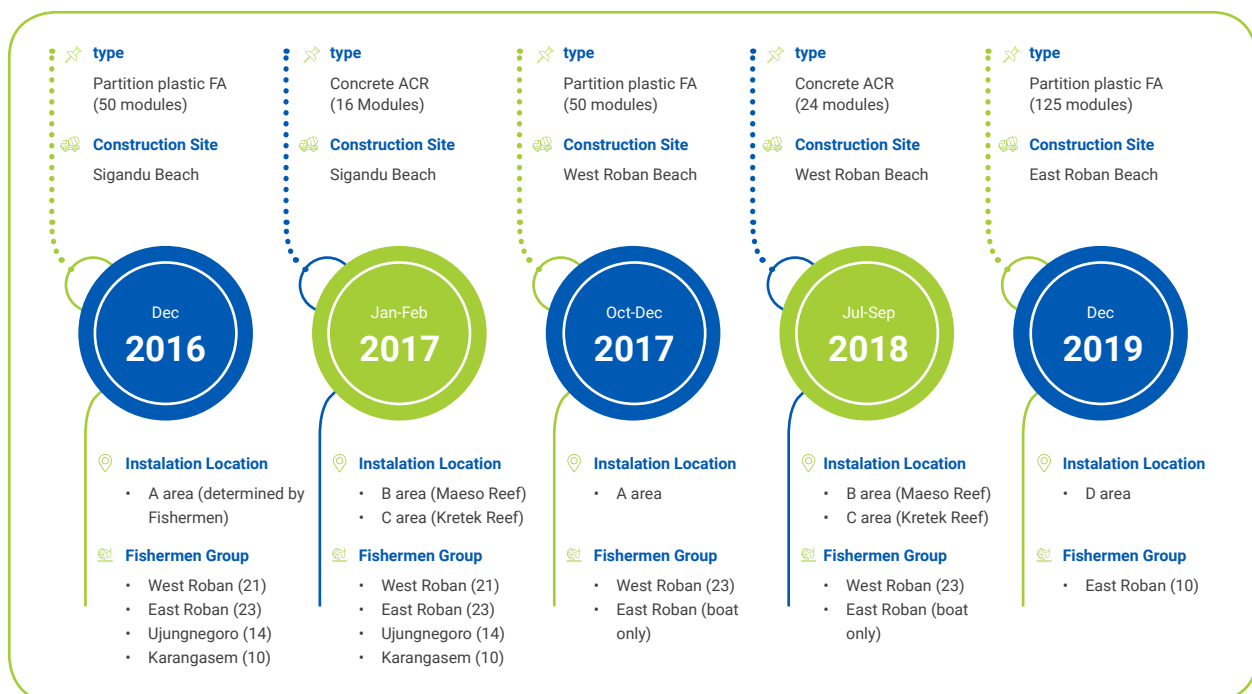 type
Partition plastic FA
(50 modules)
Construction Site
Sigandu Beach
Dec
2016
Instalation Location
• A area (determined by
Fishermen)
Fishermen Group
• West Roban (21)
• East Roban (23)
• Ujungnegoro (14)
• Karangasem (10)
type
Concrete ACR
(16 Modules)
Construction Site
Sigandu Beach
Jan-Feb
2017
Instalation Location
• B area (Maeso Reef)
• C area (Kretek Reef)
Fishermen Group
• West Roban (21)
• East Roban (23)
• Ujungnegoro (14)
• Karangasem (10)
type
Partition plastic FA
(50 modules)
Construction Site
West Roban Beach
Oct-Dec
2017
Instalation Location
• A area
Fishermen Group
• West Roban (23)
• East Roban (boat
only)
type
Concrete ACR
(24 modules)
Construction Site
West Roban Beach
Jul-Sep
2018
Instalation Location
• B area (Maeso Reef)
• C area (Kretek Reef)
Fishermen Group
• West Roban (23)
• East Roban (boat
only)
type
Partition plastic FA
(125 modules)
Construction Site
East Roban Beach
Dec
2019
Instalation Location
• D area
Fishermen Group
• East Roban (10)